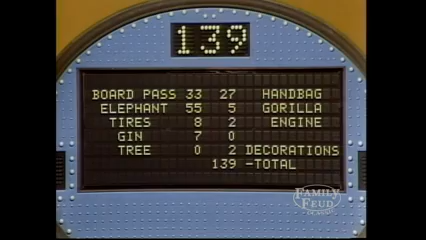 139
BOARD PASS 33 27 HANDBAG
ELEPHANT 55 5 GORILLA
TIRES 8 2 ENGINE
GIN 7 0
TREE 0 2 DECORATIONS
139 -TOTAL
FAMILY
FEUD